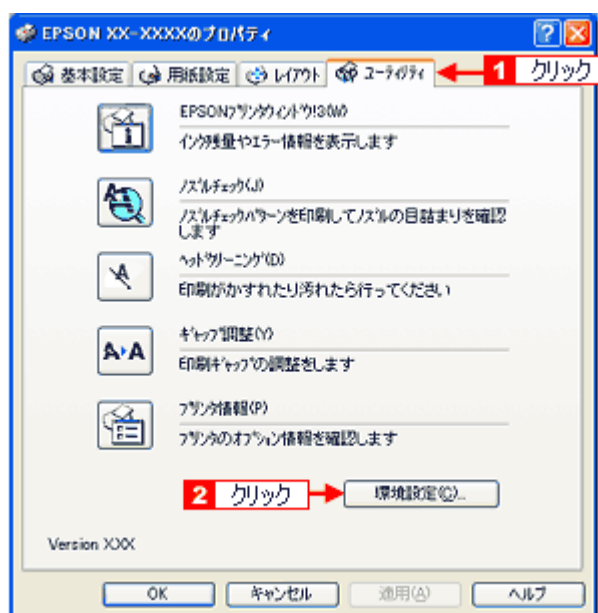 EPSON XX-XXXXのプロパティ
基本設定 用紙設定 レイアウト ユーティリティ 1 クリック
EPSONプリンタウィンドウ!3(W)
インク残量やエラー情報を表示します
ノズルチェック(J)
ノズルチェックパターンを印刷してノズルの目詰まりを確認
します
ヘッドクリーニング(D)
印刷がかすれたり汚れたら行ってください
ギャップ調整(Y)
印刷ギャップの調整をします
プリンタ情報(P)
プリンタのオプション情報を確認します
2 クリック 環境設定(C)...
Version XXX
OK キャンセル 適用(A) ヘルプ